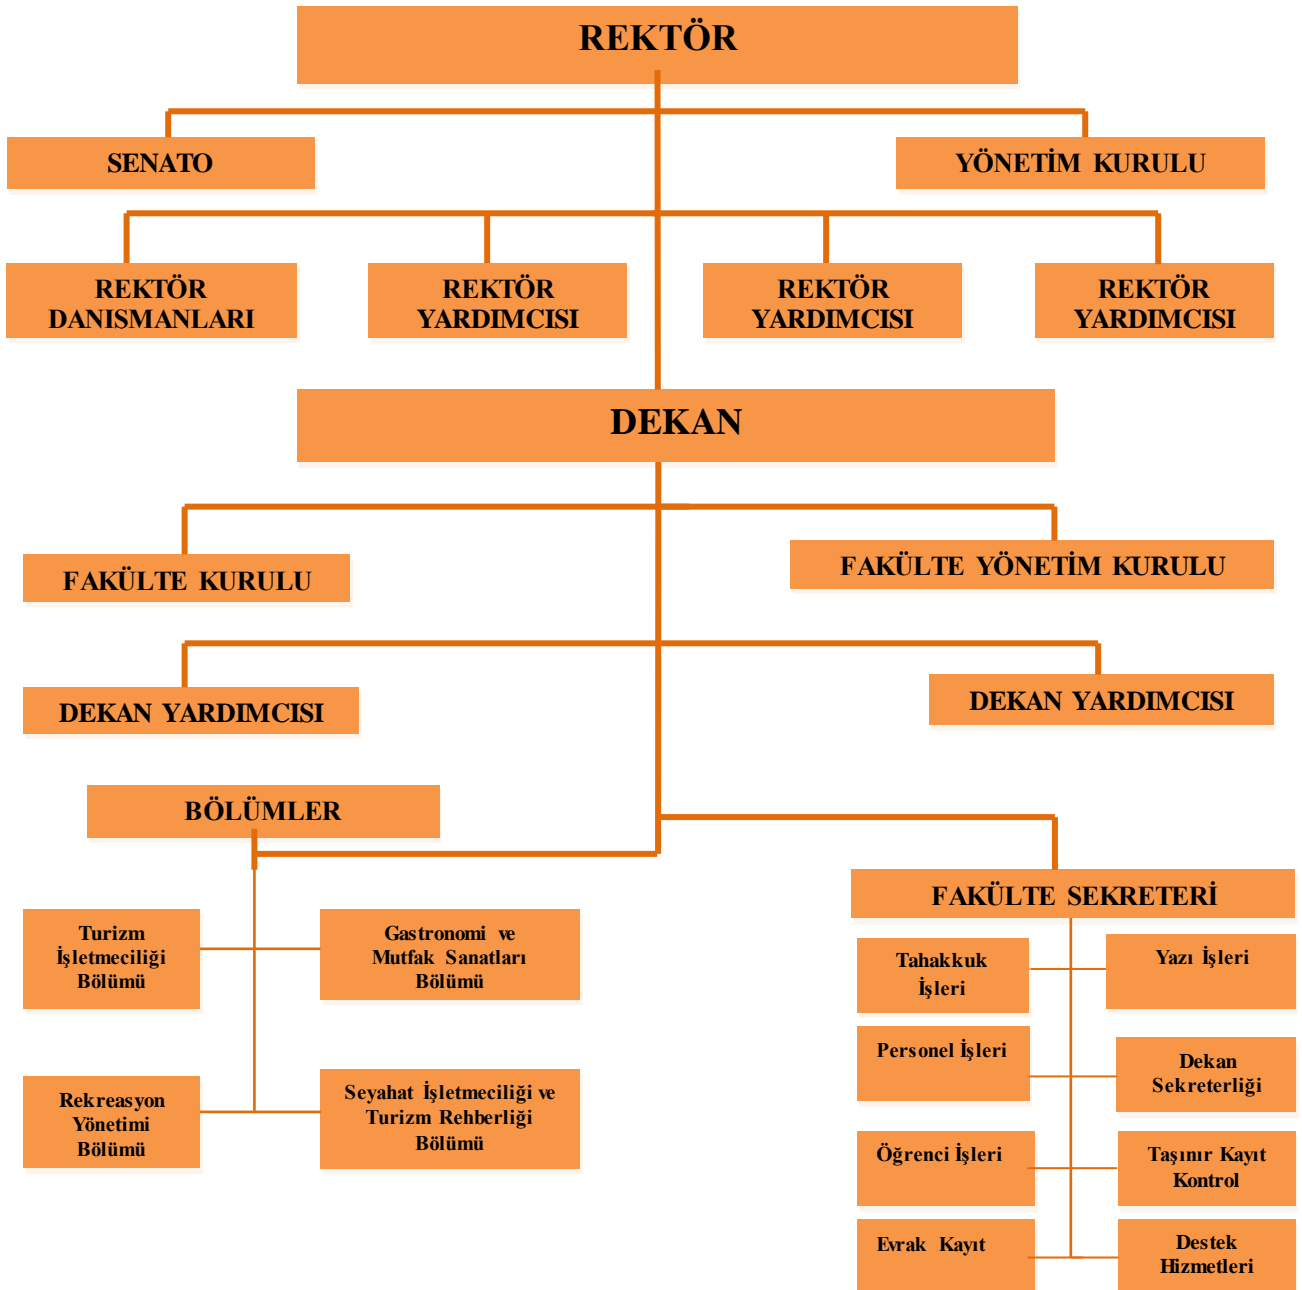 REKTÖR
SENATO
YÖNETİM KURULU
REKTÖR
DANISMANLARI
REKTÖR
YARDIMCISI
REKTÖR
YARDIMCISI
REKTÖR
YARDIMCISI
DEKAN
FAKÜLTE KURULU
FAKÜLTE YÖNETİM KURULU
DEKAN YARDIMCISI
DEKAN YARDIMCISI
BÖLÜMLER
FAKÜLTE SEKRETERİ
Turizm
İşletmeciliği
Bölümü
Gastronomi ve
Mutfak Sanatları
Bölümü
Rekreasyon
Yönetimi
Bölümü
Seyahat İşletmeciliği ve
Turizm Rehberliği
Bölümü
Tahakkuk
İşleri
Yazı İşleri
Personel İşleri
Dekan
Sekreterliği
Öğrenci İşleri
Taşınır Kayıt
Kontrol
Evrak Kayıt
Destek
Hizmetleri